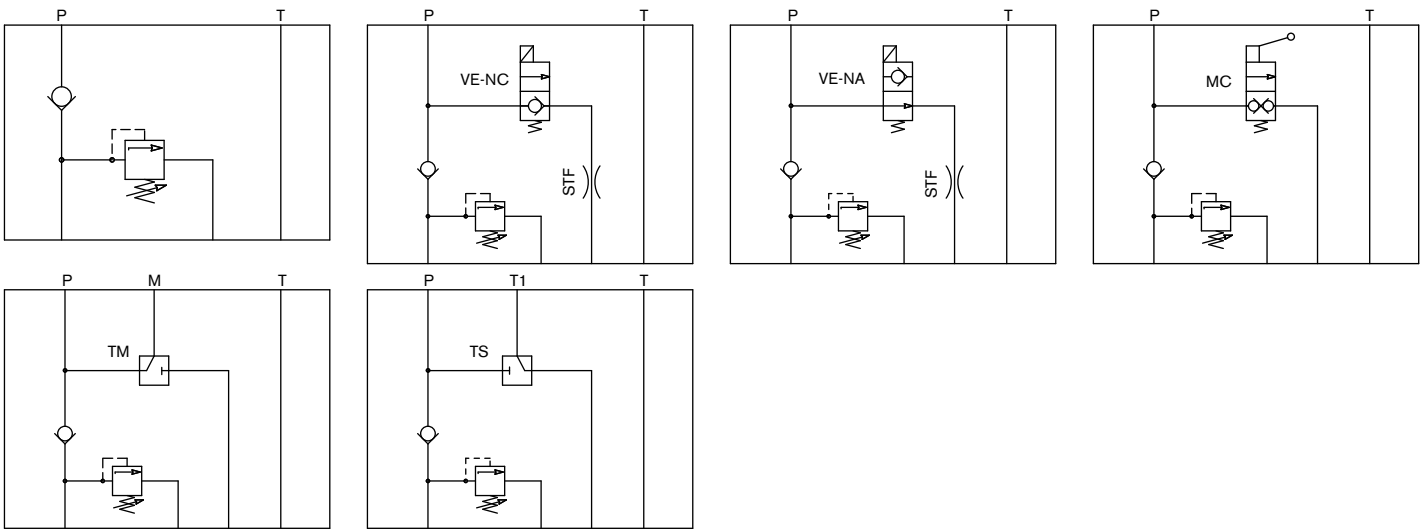 P T P T P T P T
VE-NC VE-NA MC
STF STF
P M T P T1 T
TM TS